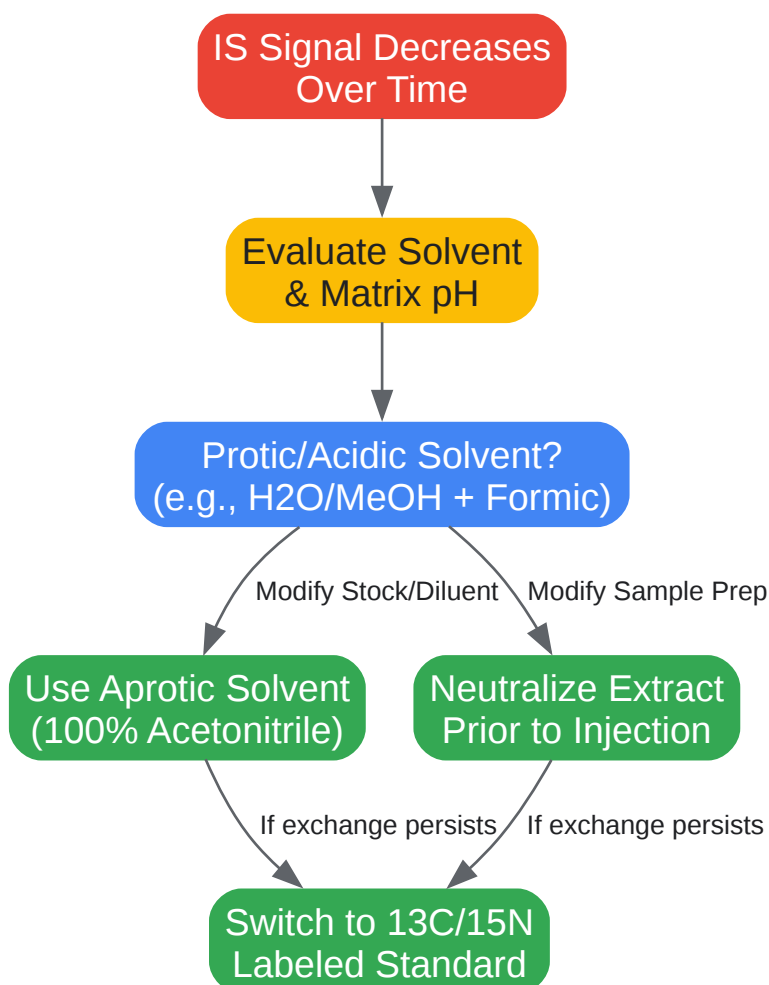 IS Signal Decreases
Over Time
Evaluate Solvent
& Matrix pH
Protic/Acidic Solvent?
(e.g., H2O/MeOH + Formic)
Modify Stock/Diluent
Modify Sample Prep
Use Aprotic Solvent
(100% Acetonitrile)
Neutralize Extract
Prior to Injection
If exchange persists
If exchange persists
Switch to 13C/15N
Labeled Standard